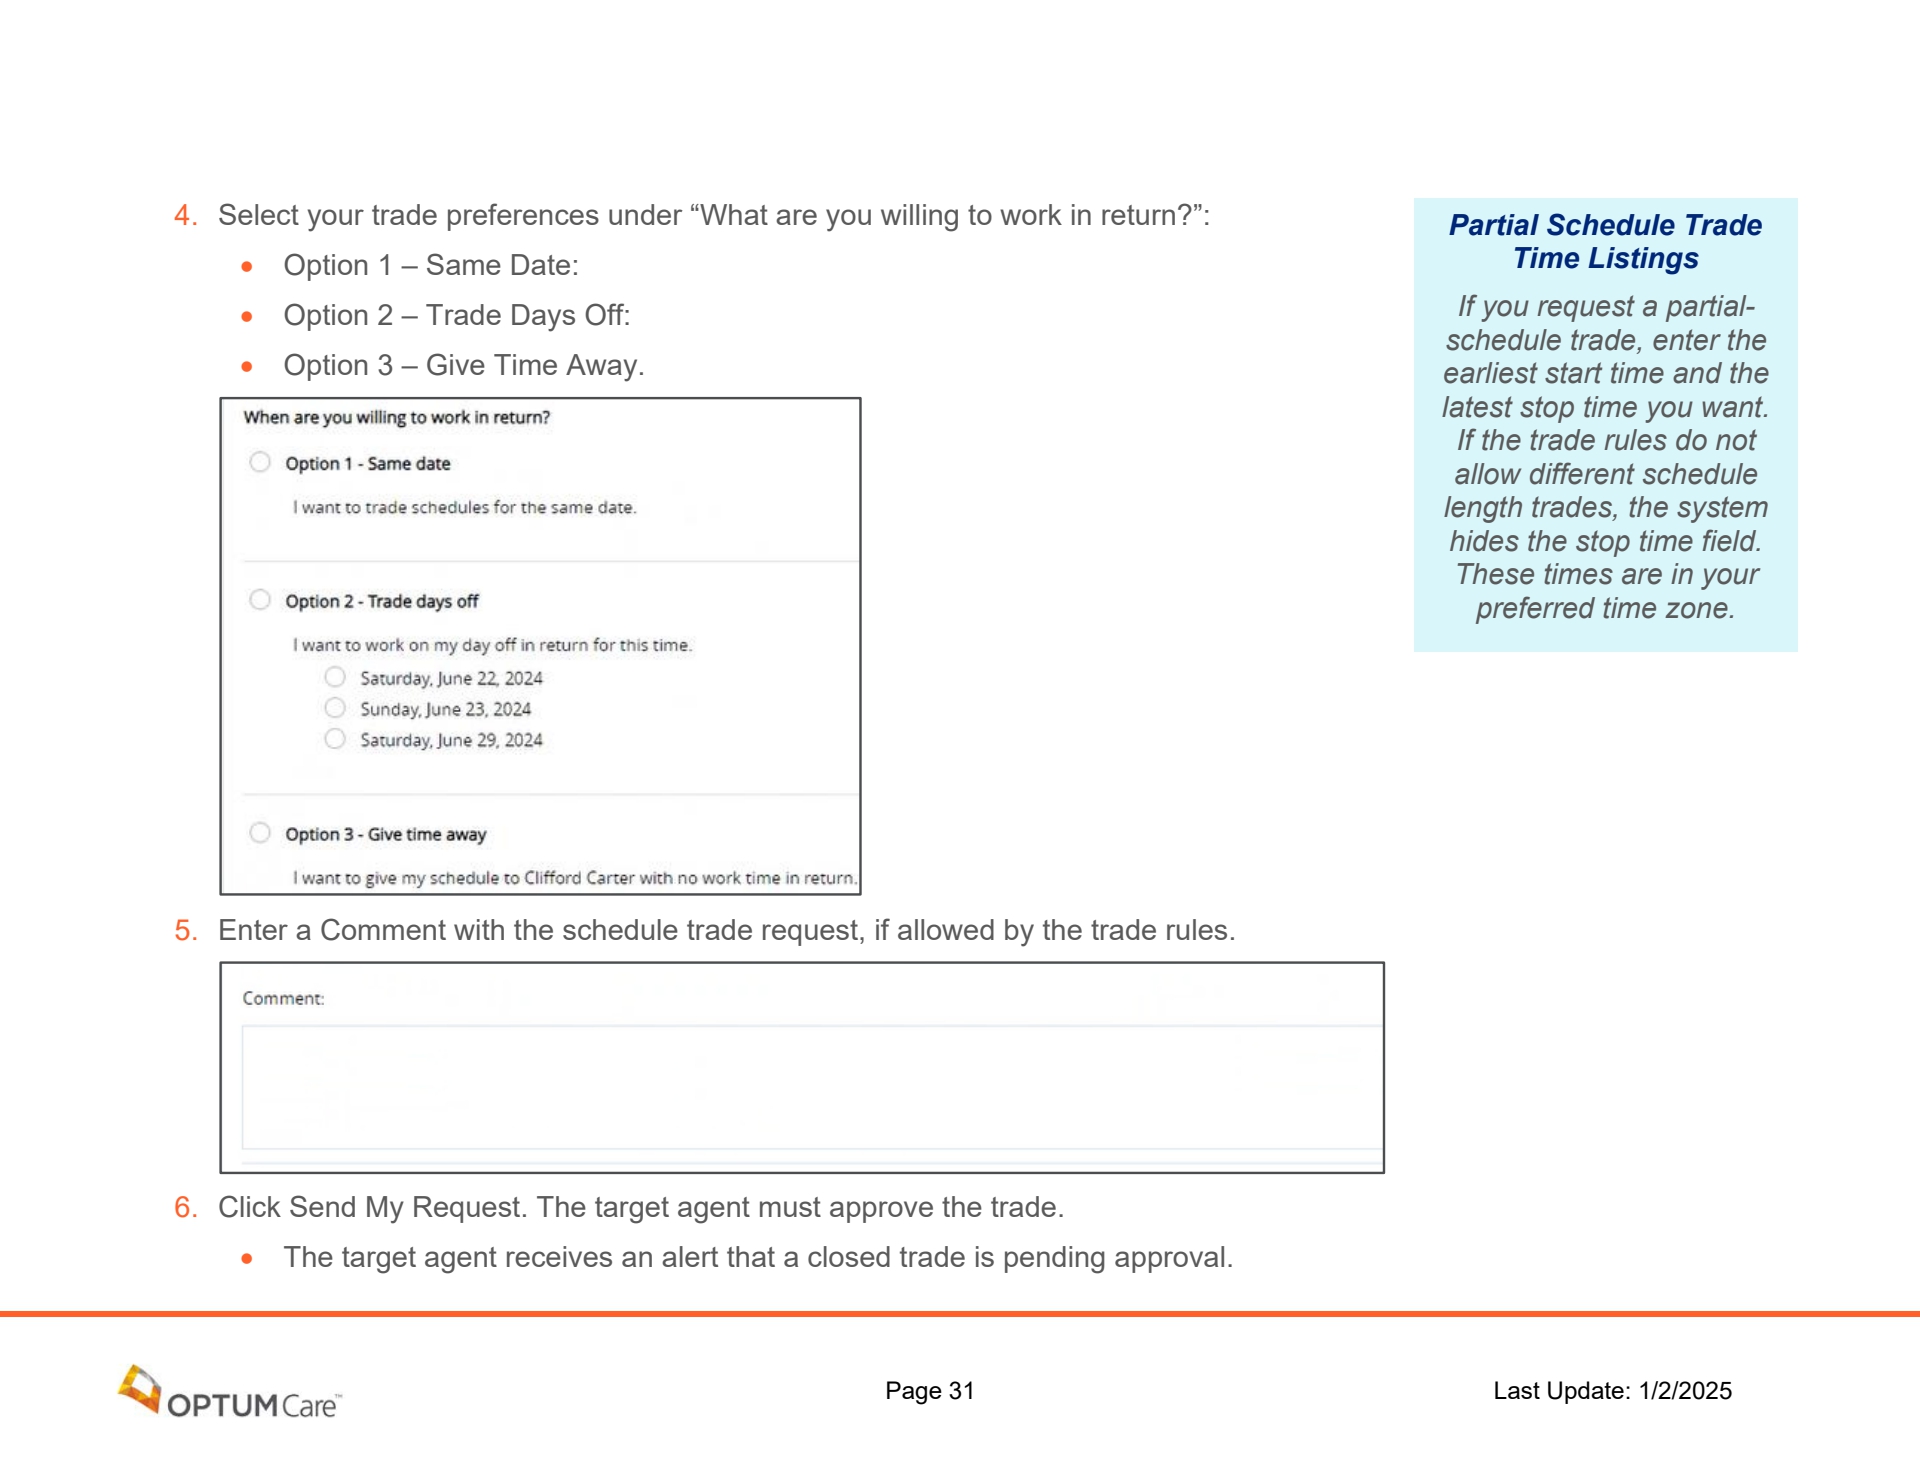 4. Select your trade preferences under “What are you willing to work in return?”:
• Option 1 – Same Date:
• Option 2 – Trade Days Off:
• Option 3 – Give Time Away.
When are you willing to work in return?
Option 1 - Same date
I want to trade schedules for the same date.
Option 2 - Trade days off
I want to work on my day off in return for this time.
Saturday, June 22, 2024
Sunday, June 23, 2024
Saturday, June 29, 2024
Option 3 - Give time away
I want to give my schedule to Clifford Carter with no work time in return.
5. Enter a Comment with the schedule trade request, if allowed by the trade rules.
Comment:
6. Click Send My Request. The target agent must approve the trade.
• The target agent receives an alert that a closed trade is pending approval.
Partial Schedule Trade
Time Listings
If you request a partial-
schedule trade, enter the
earliest start time and the
latest stop time you want.
If the trade rules do not
allow different schedule
length trades, the system
hides the stop time field.
These times are in your
preferred time zone.
OPTUMCare™
Page 31
Last Update: 1/2/2025